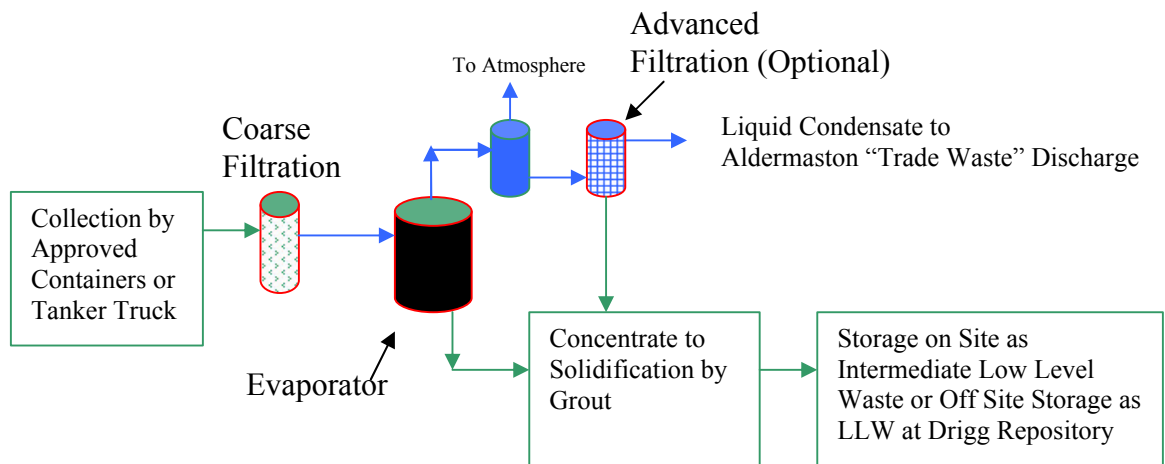 Advanced
Filtration (Optional)
To Atmosphere
Coarse
Filtration
Liquid Condensate to
Aldermaston “Trade Waste” Discharge
Collection by
Approved
Containers or
Tanker Truck
Evaporator
Concentrate to
Solidification by
Grout
Storage on Site as
Intermediate Low Level
Waste or Off Site Storage as
LLW at Drigg Repository